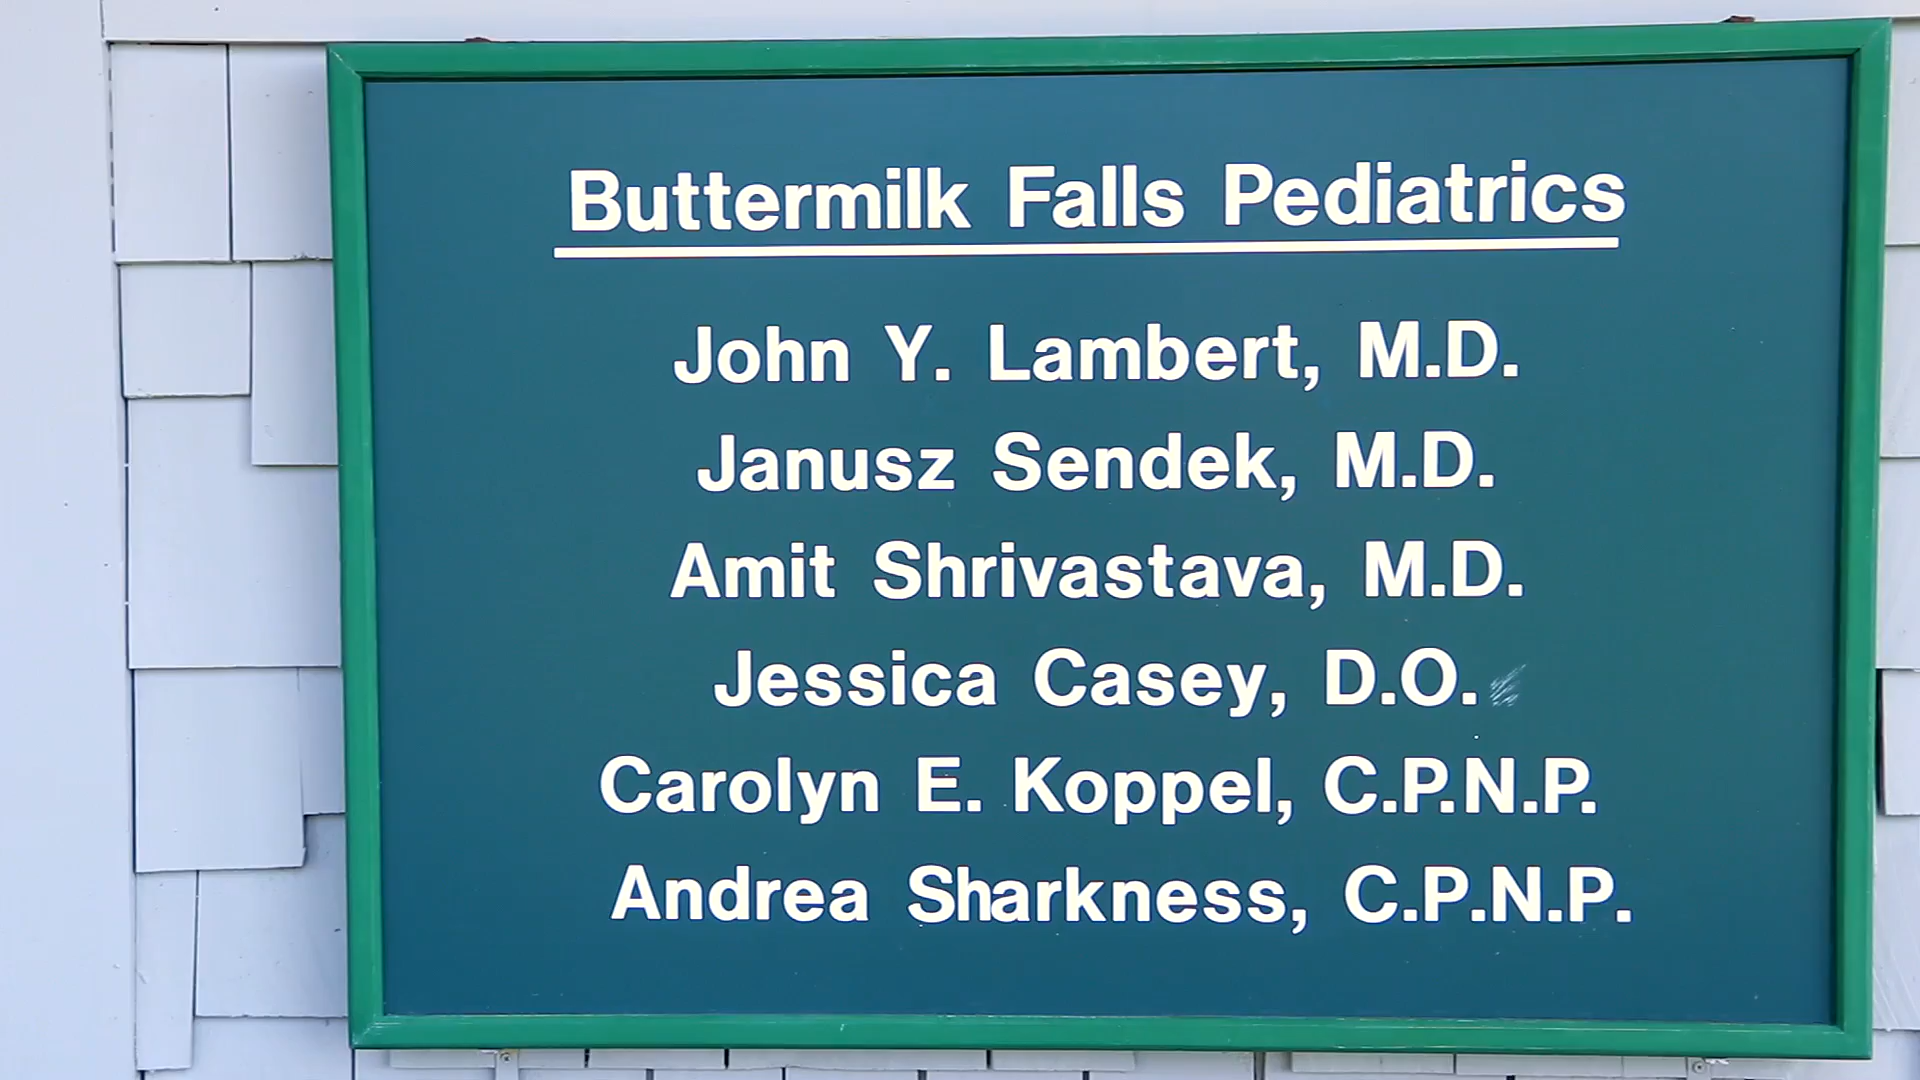 Buttermilk Falls Pediatrics
John Y. Lambert, M.D.
Janusz Sendek, M.D.
Amit Shrivastava, M.D.
Jessica Casey, D.O.
Carolyn E. Koppel, C.P.N.P.
Andrea Sharkness, C.P.N.P.